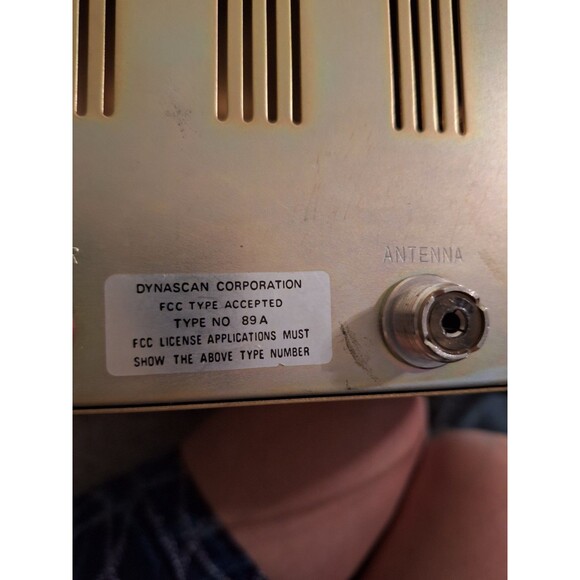 ANTENNA
DYNASCAN CORPORATION
FCC TYPE ACCEPTED
TYPE NO 89A
FCC LICENSE APPLICATIONS MUST
SHOW THE ABOVE TYPE NUMBER